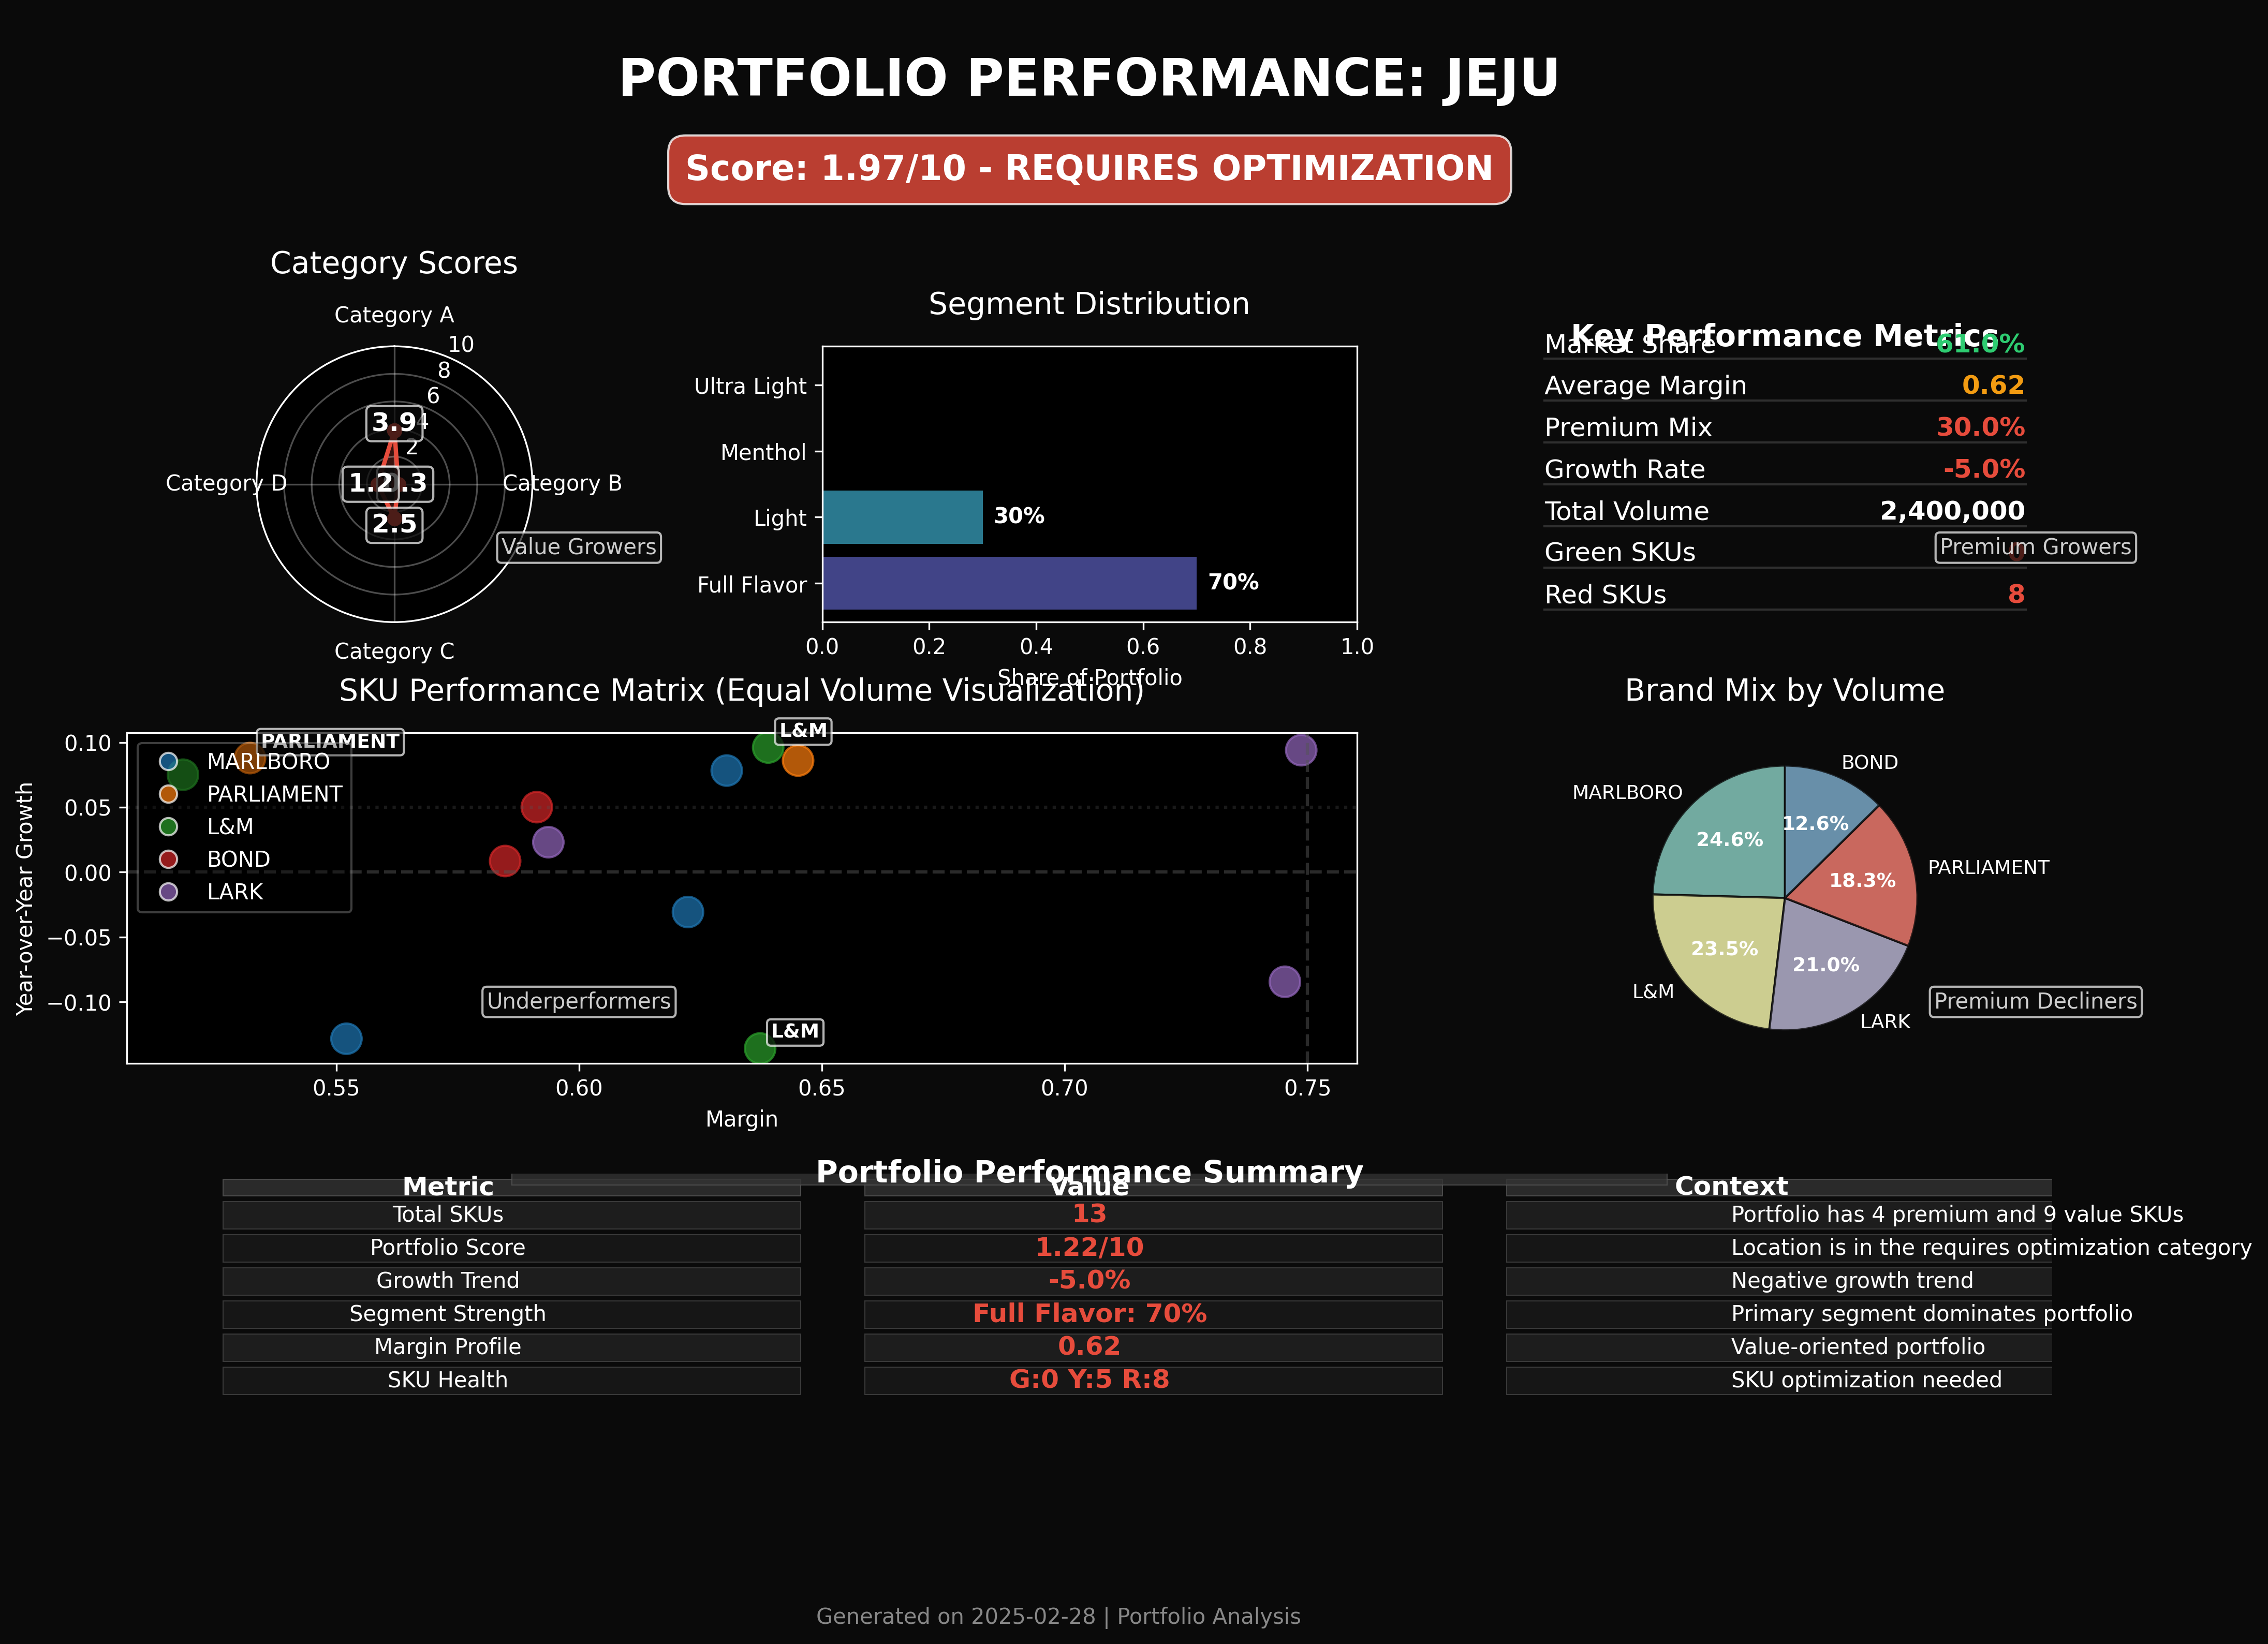 PORTFOLIO PERFORMANCE: JEJU
Score: 1.97/10 - REQUIRES OPTIMIZATION
Category Scores
Category A
10
8
6
4
2
3.9
Category D
1.2
.3
Category B
2.5
Value Growers
Category C
Segment Distribution
Ultra Light
Menthol
Light
30%
Full Flavor
70%
0.0 0.2 0.4 0.6 0.8 1.0
Share of Portfolio
Key Performance Metrics
Market Share 61.0%
Average Margin 0.62
Premium Mix 30.0%
Growth Rate -5.0%
Total Volume 2,400,000
Green SKUs
Premium Growers
Red SKUs 8
SKU Performance Matrix (Equal Volume Visualization)
Year-over-Year Growth
0.10
0.05
0.00
−0.05
−0.10
PARLIAMENT
L&M
MARLBORO
PARLIAMENT
L&M
BOND
LARK
Underperformers
L&M
0.55 0.60 0.65 0.70 0.75
Margin
Brand Mix by Volume
BOND
MARLBORO
12.6%
24.6%
PARLIAMENT
18.3%
23.5%
21.0%
L&M
LARK
Premium Decliners
Portfolio Performance Summary
Metric Value Context
Total SKUs 13 Portfolio has 4 premium and 9 value SKUs
Portfolio Score 1.22/10 Location is in the requires optimization category
Growth Trend -5.0% Negative growth trend
Segment Strength Full Flavor: 70% Primary segment dominates portfolio
Margin Profile 0.62 Value-oriented portfolio
SKU Health G:0 Y:5 R:8 SKU optimization needed
Generated on 2025-02-28 | Portfolio Analysis